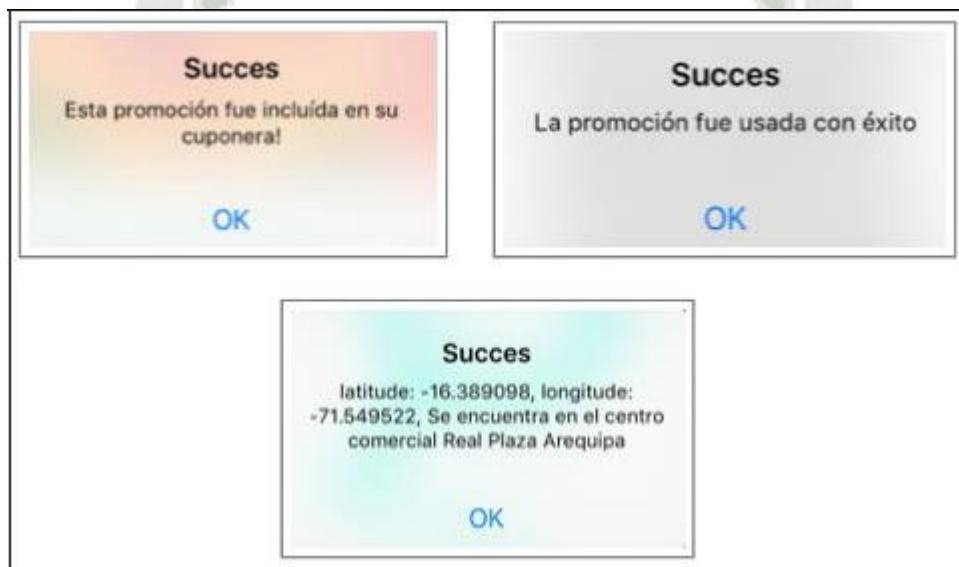 Succes
Esta promoción fue incluída en su
cuponera!
OK
Succes
La promoción fue usada con éxito
OK
Succes
latitude: -16.389098, longitude:
-71.549522, Se encuentra en el centro
comercial Real Plaza Arequipa
OK